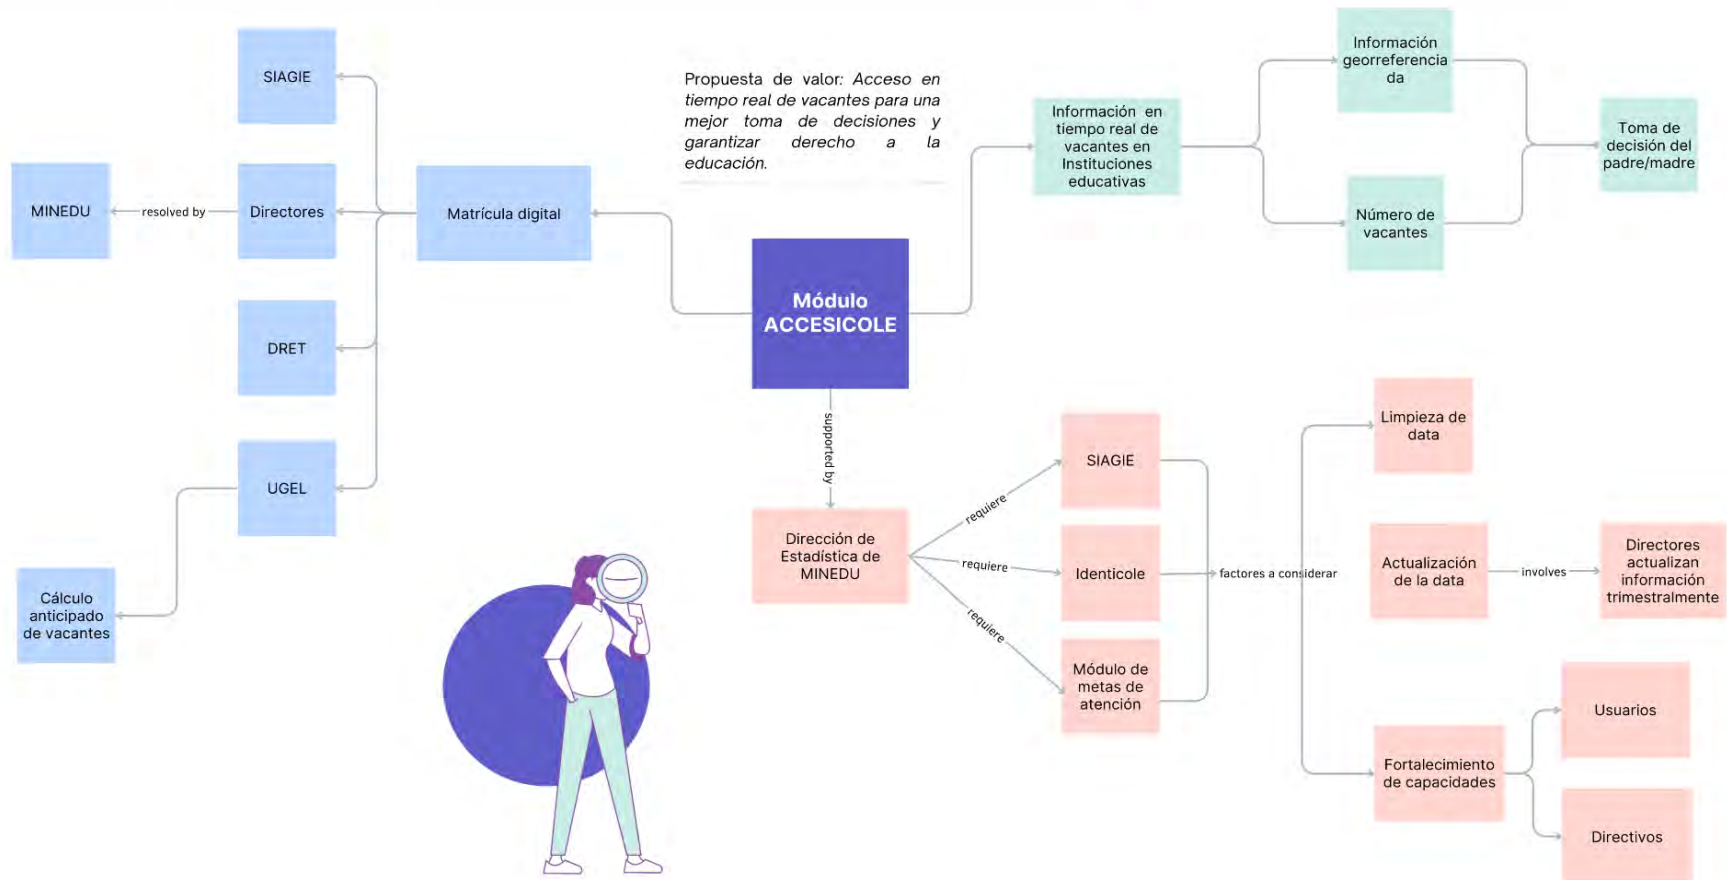 SIAGIE
MINEDU
resolved by
Directores
Matrícula digital
DRET
UGEL
Cálculo
anticipado
de vacantes
Propuesta de valor: Acceso en
tiempo real de vacantes para una
mejor toma de decisiones y
garantizar derecho a la
educación.
Módulo
ACCESICOLE
Información en
tiempo real de
vacantes en
Instituciones
educativas
Información
georreferencia
da
Número de
vacantes
Toma de
decisión del
padre/madre
supported by
Dirección de
Estadística de
MINEDU
requiere
requiere
requiere
SIAGIE
Identicole
Módulo de
metas de
atención
factores a considerar
Limpieza de
data
Actualización
de la data
involves
Directores
actualizan
información
trimestralmente
Fortalecimiento
de capacidades
Usuarios
Directivos